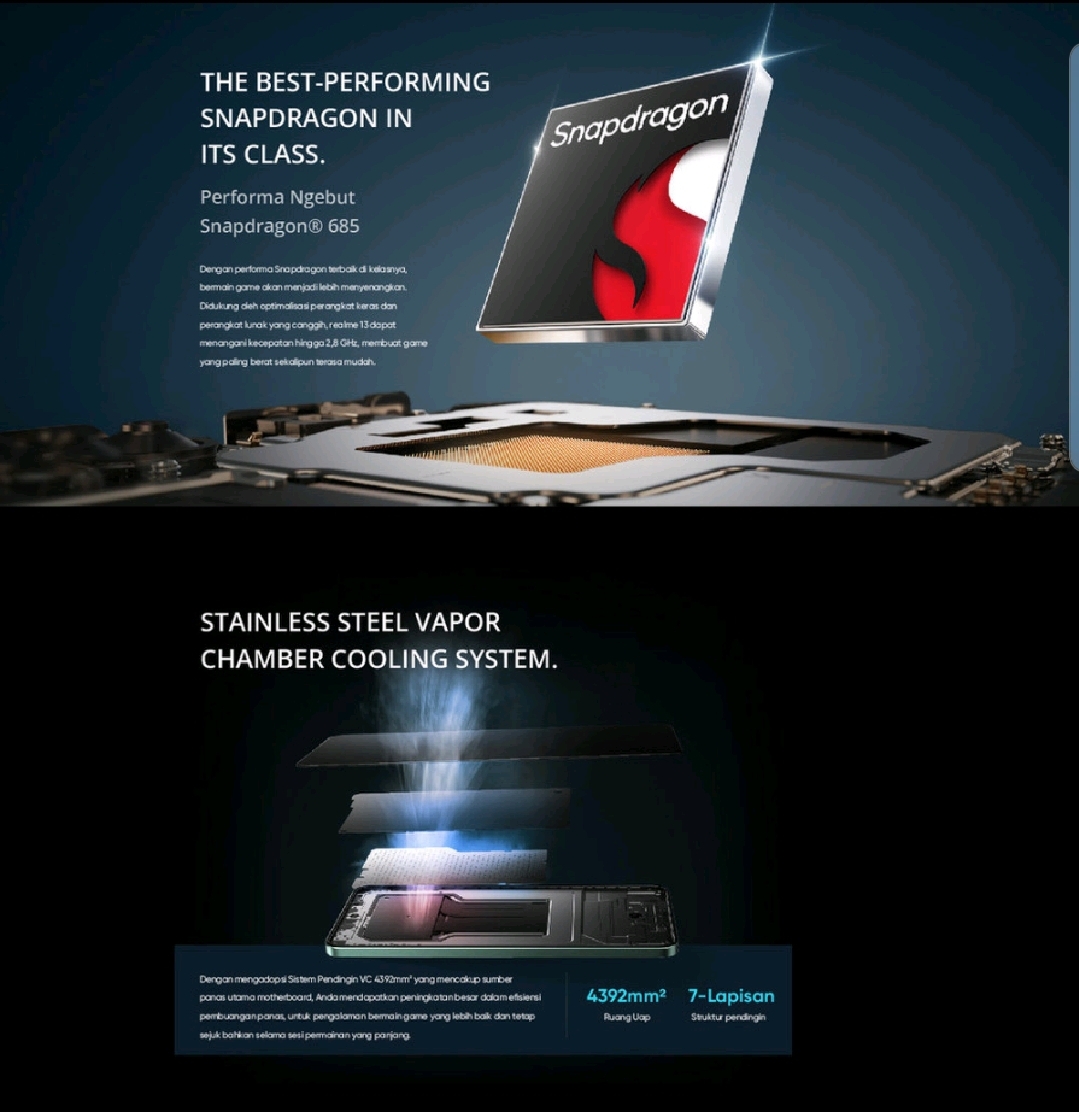 THE BEST-PERFORMING
SNAPDRAGON IN
ITS CLASS.
Performa Ngebut
Snapdragon® 685
Dengan performa Snapdragon terbaik di kelasnya,
bermain game akan menjadi lebih menyenangkan.
Didukung oleh optimalisasi perangkat keras dan
perangkat lunak yang canggih, realme 13 dapat
menangani kecepatan hingga 2,8 GHz, membuat game
yang paling berat sekalipun terasa mudah.
Snapdragon
STAINLESS STEEL VAPOR
CHAMBER COOLING SYSTEM.
Dengan mengadopsi Sistem Pendingin VC 4392mm² yang mencakup sumber
panas utama motherboard, Anda mendapatkan peningkatan besar dalam efisiensi
pembuangan panas, untuk pengalaman bermain game yang lebih baik dan tetap
sejuk bahkan selama sesi permainan yang panjang.
4392mm²
Ruang Uap
7-Lapisan
Struktur pendingin